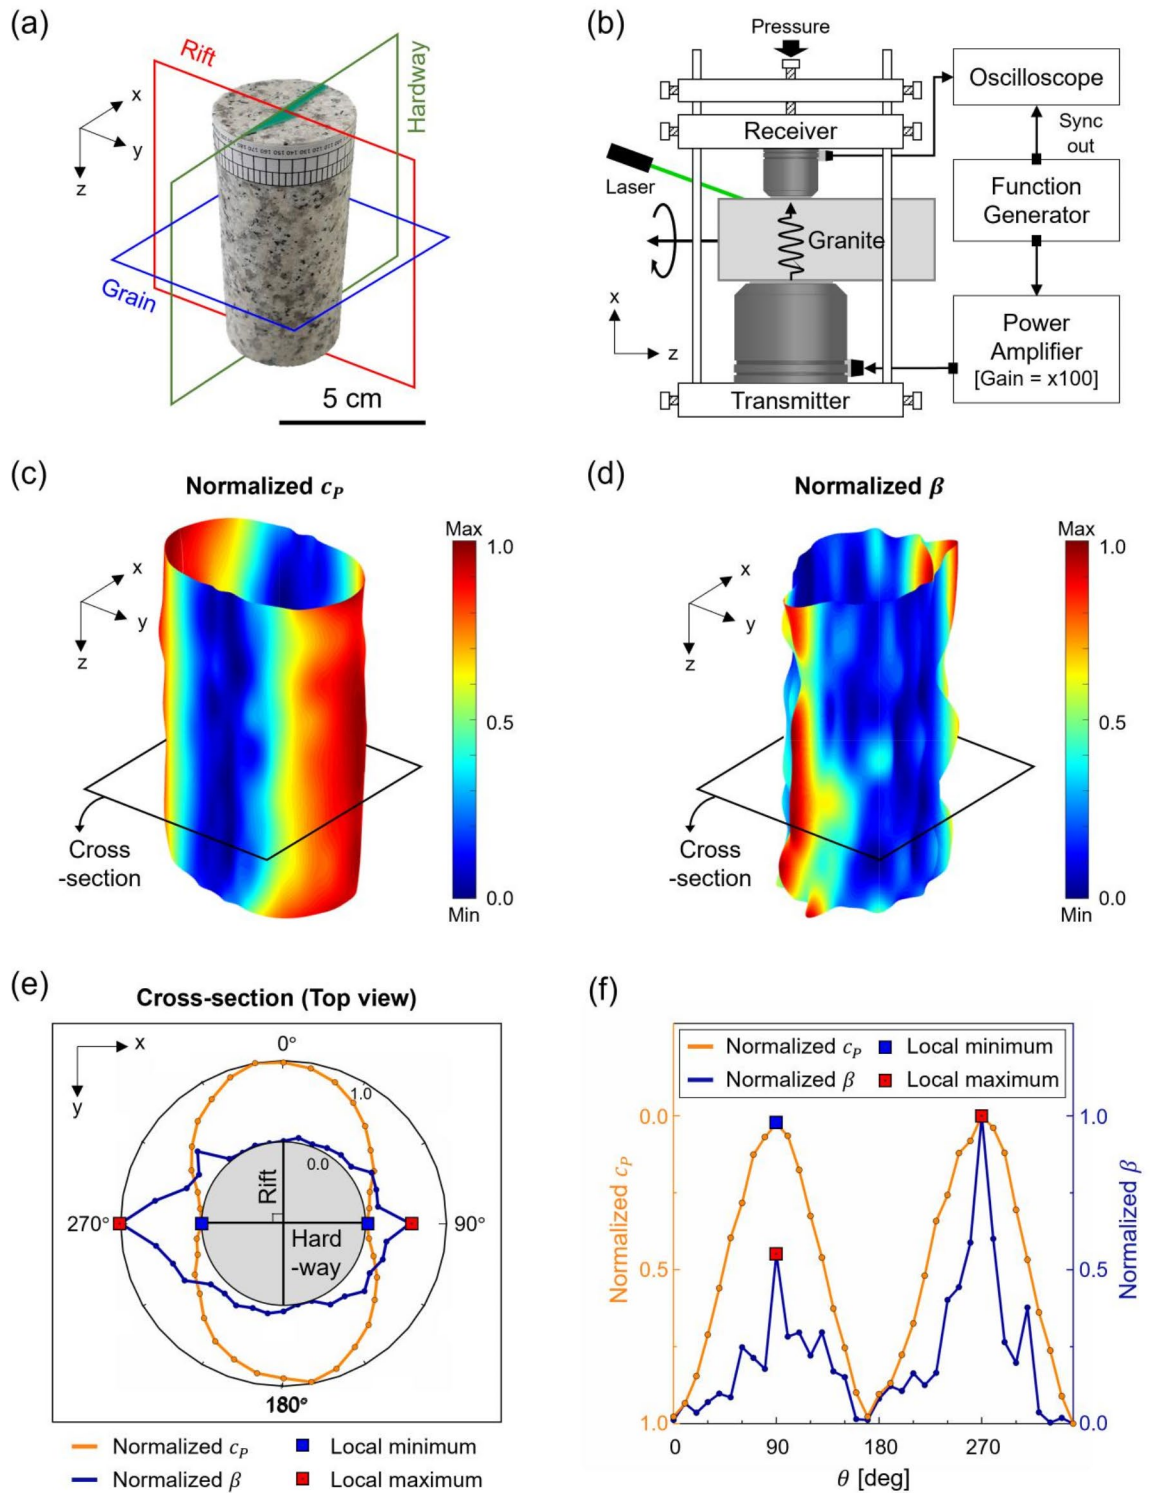 (a)
Rift
Hardway
x
y
z
Grain
5 cm
(b)
Pressure
Oscilloscope
Receiver
Sync
out
Laser
Function
Generator
Granite
x
z
Power
Amplifier
[Gain = x100]
Transmitter
(c)
Normalized cP
Max
1.0
x
y
z
0.5
Cross
-section
0.0
Min
(d)
Normalized β
Max
1.0
x
y
z
0.5
Cross
-section
0.0
Min
(e)
Cross-section (Top view)
x
y
0°
1.0
0.0
Rift
270°
90°
Hard
-way
180°
Normalized cP
Local minimum
Normalized β
Local maximum
(f)
Normalized cP
Local minimum
Normalized β
Local maximum
0.0
1.0
Normalized cP
Normalized β
0.5
0.5
1.0
0.0
0
90
180
270
θ [deg]